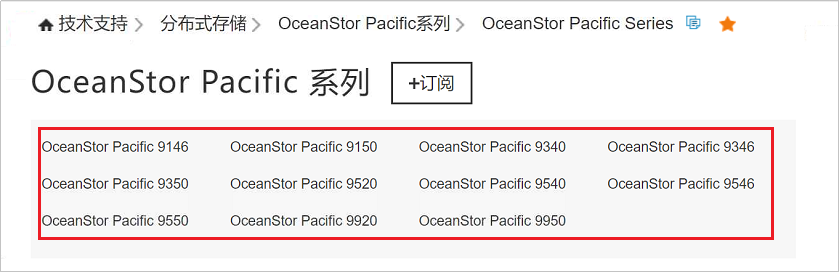 技术支持 > 分布式存储 > OceanStor Pacific系列 > OceanStor Pacific Series
OceanStor Pacific 系列 +订阅
OceanStor Pacific 9146 OceanStor Pacific 9150 OceanStor Pacific 9340 OceanStor Pacific 9346
OceanStor Pacific 9350 OceanStor Pacific 9520 OceanStor Pacific 9540 OceanStor Pacific 9546
OceanStor Pacific 9550 OceanStor Pacific 9920 OceanStor Pacific 9950